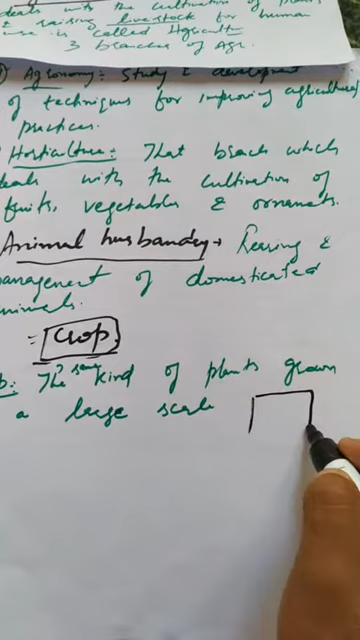 deals with the cultivation of plants
& raising livestock for human
use is called Agriculture
3 branches of Agr.
Agronomy:- Study & development
of techniques for improving agricultural
practices.
Horticulture:- That branch which
deals with the cultivation of
fruits, vegetables & ornamets.
Animal husbandry→ Rearing &
management of domesticated
animals.
= Crop
The same kind of plants grown
a large scale